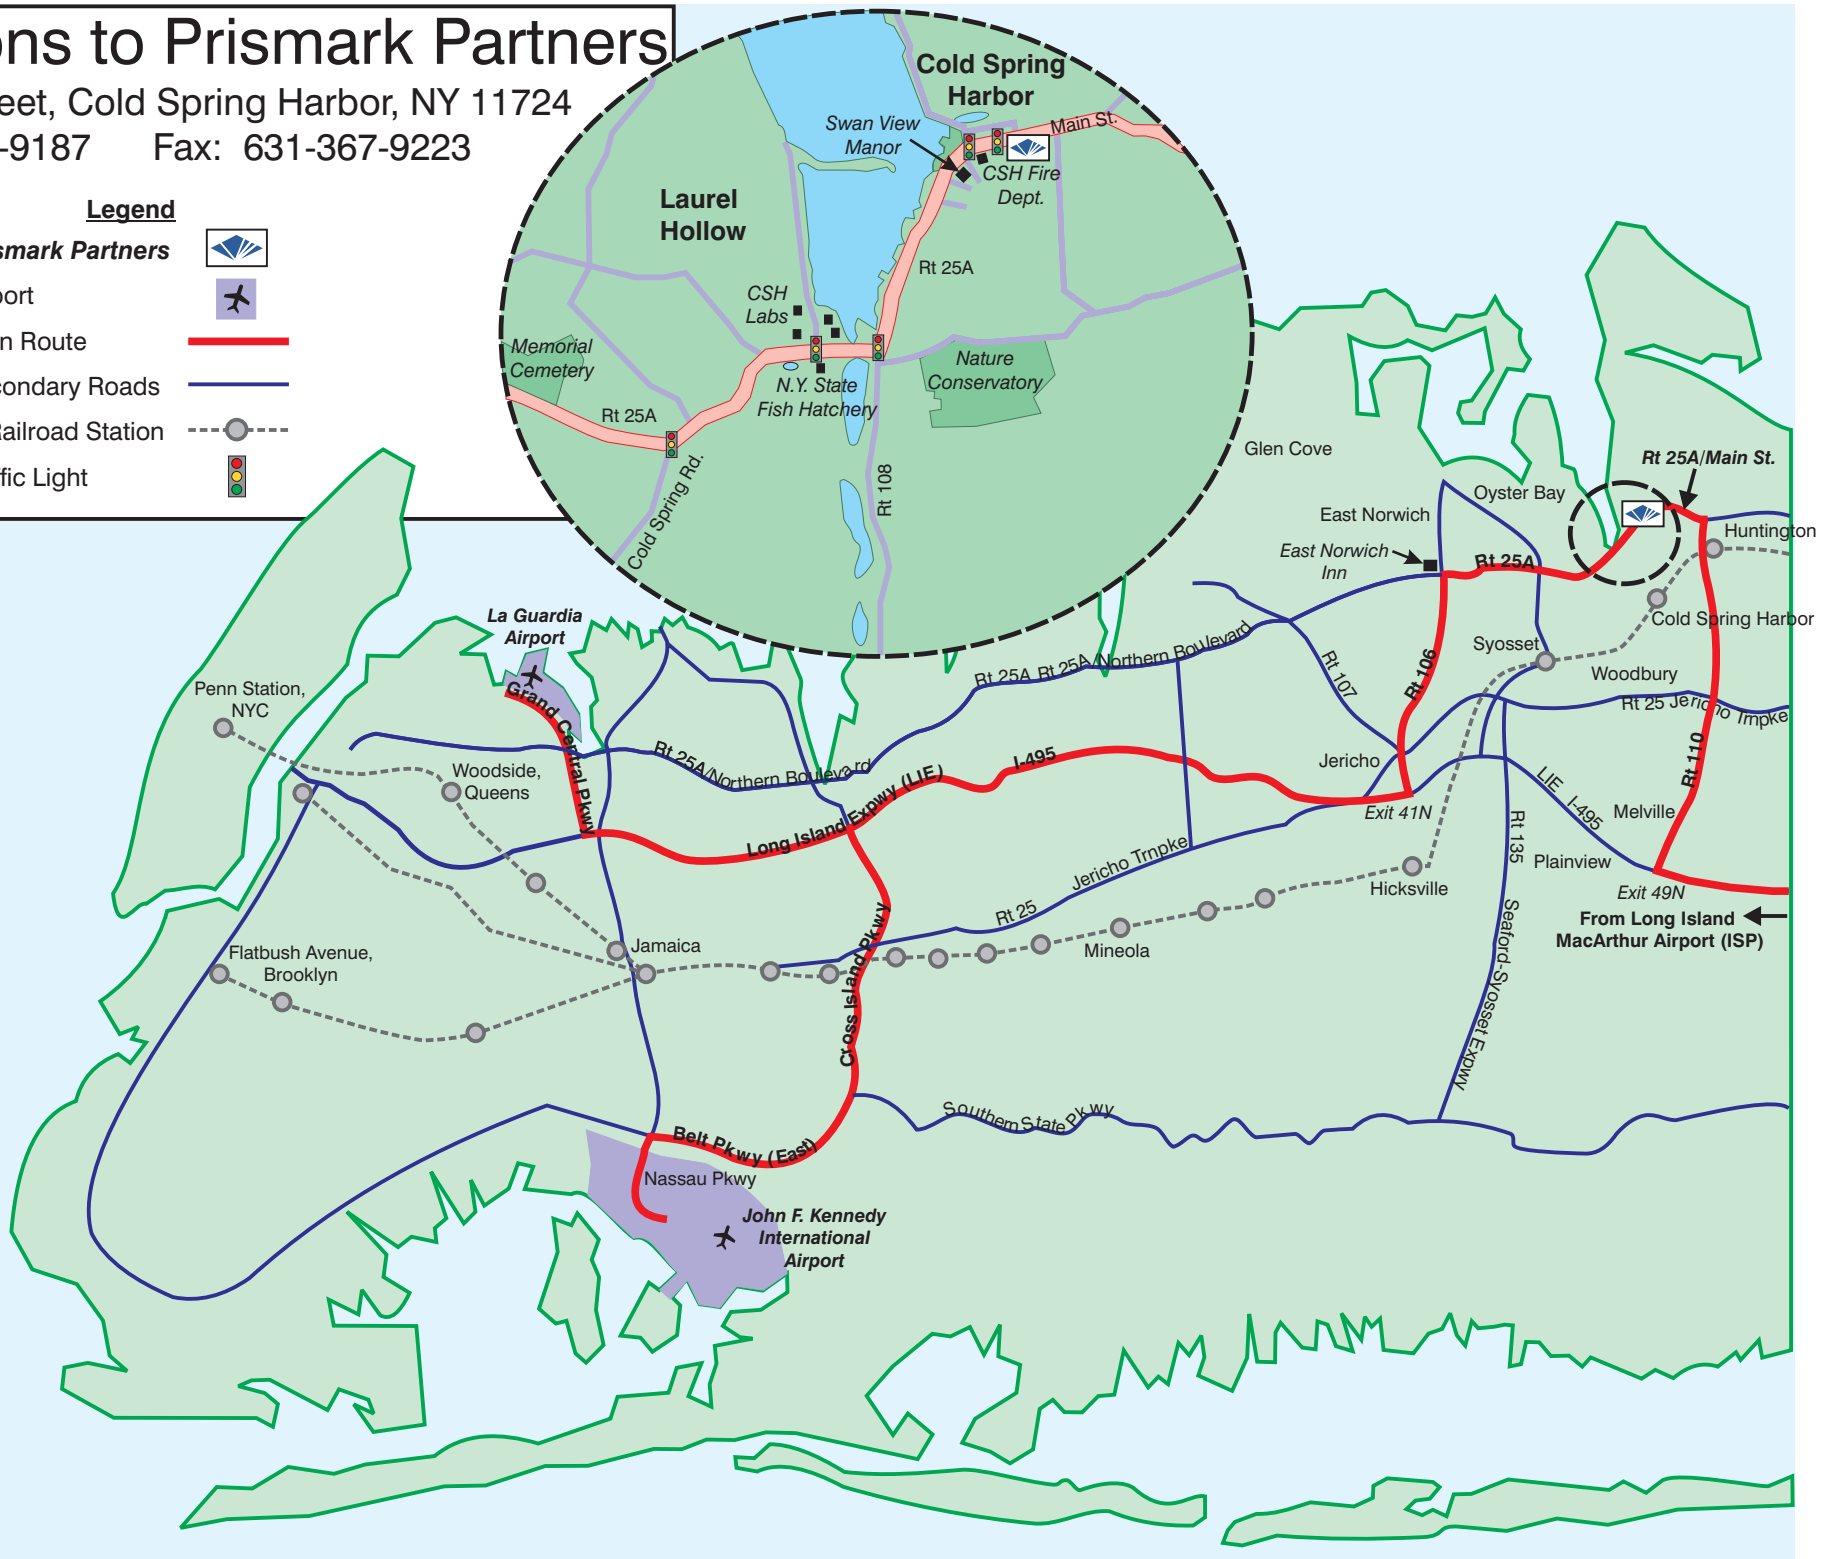 ons to Prismark Partners
eet, Cold Spring Harbor, NY 11724
-9187 Fax: 631-367-9223
Legend
smark Partners
port
n Route
condary Roads
Railroad Station
ffic Light
Cold Spring
Harbor
Swan View
Manor
Main St.
CSH Fire
Dept.
Laurel
Hollow
Rt 25A
CSH
Labs
Memorial
Cemetery
Nature
Conservatory
N.Y. State
Fish Hatchery
Rt 25A
Cold Spring Rd.
Rt 108
Glen Cove
Rt 25A/Main St.
Oyster Bay
East Norwich
Huntington
East Norwich
Inn
Rt 25A
Cold Spring Harbor
La Guardia
Airport
Syosset
Woodbury
Rt 25A Rt 25A/Northern Boulevard
Rt 107
Rt 106
Rt 25 Jericho Trnpke
Penn Station,
NYC
Grand Central Pkwy
Rt 110
Rt 25A/Northern Boulevard
Woodside,
Queens
I-495
Jericho
Long Island Expwy (LIE)
LIE I-495
Exit 41N
Melville
Rt 135
Jericho Trnpke
Plainview
Hicksville
Exit 49N
Rt 25
From Long Island
MacArthur Airport (ISP)
Seaford-Syosset Expwy
Jamaica
Mineola
Flatbush Avenue,
Brooklyn
Cross Island Pkwy
Southern State Pkwy
Belt Pkwy (East)
Nassau Pkwy
John F. Kennedy
International
Airport